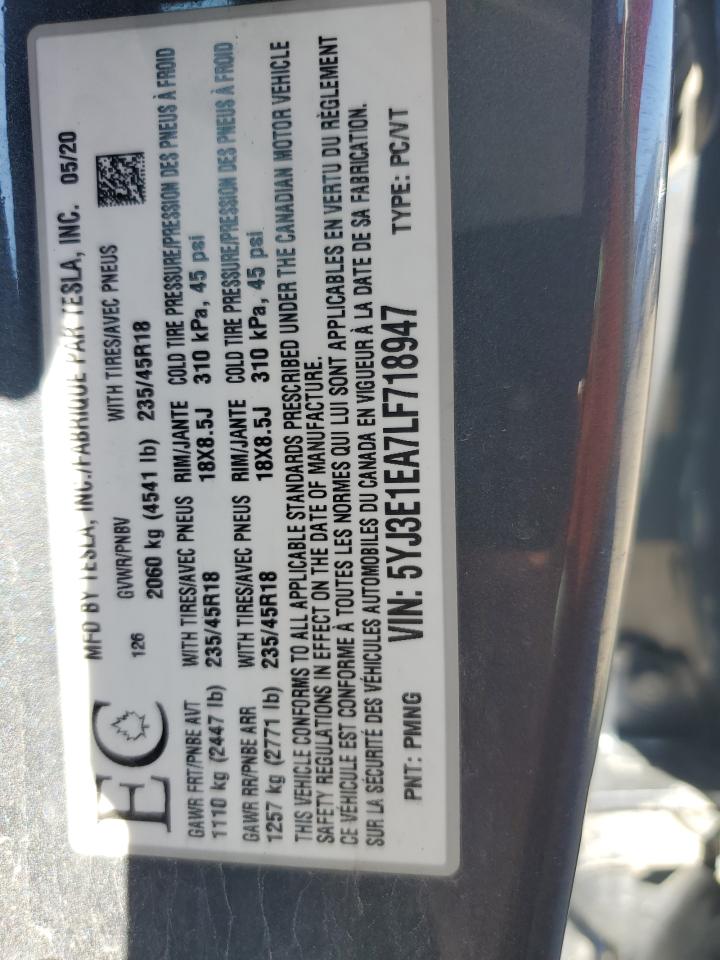 EC
MFD BY TESLA, INC./FABRIQUÉ PAR TESLA, INC. 05/20
126 GVWR/PNBV WITH TIRES/AVEC PNEUS
2060 kg (4541 lb) 235/45R18
GAWR FRT/PNBE AVT WITH TIRES/AVEC PNEUS RIM/JANTE COLD TIRE PRESSURE/PRESSION DES PNEUS À FROID
1110 kg (2447 lb) 235/45R18 18X8.5J 310 kPa, 45 psi
GAWR RR/PNBE ARR WITH TIRES/AVEC PNEUS RIM/JANTE COLD TIRE PRESSURE/PRESSION DES PNEUS À FROID
1257 kg (2771 lb) 235/45R18 18X8.5J 310 kPa, 45 psi
THIS VEHICLE CONFORMS TO ALL APPLICABLE STANDARDS PRESCRIBED UNDER THE CANADIAN MOTOR VEHICLE
SAFETY REGULATIONS IN EFFECT ON THE DATE OF MANUFACTURE.
CE VÉHICULE EST CONFORME À TOUTES LES NORMES QUI LUI SONT APPLICABLES EN VERTU DU RÈGLEMENT
SUR LA SÉCURITÉ DES VÉHICULES AUTOMOBILES DU CANADA EN VIGUEUR À LA DATE DE SA FABRICATION.
PNT: PMNG VIN: 5YJ3E1EA7LF718947 TYPE: PC/VT